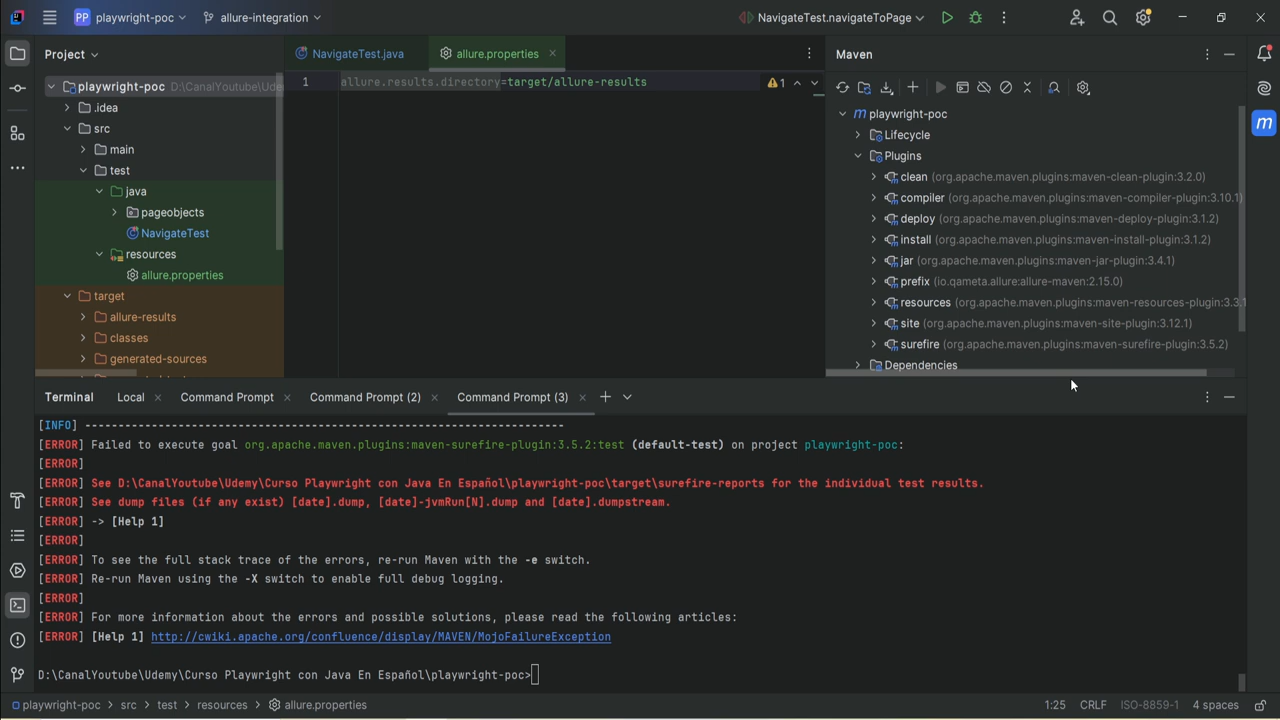 PP playwright-poc allure-integration NavigateTest.navigateToPage
Project
NavigateTest.java allure.properties
Maven
playwright-poc D:\CanalYoutube\Ude
.idea
src
main
test
java
pageobjects
NavigateTest
resources
allure.properties
target
allure-results
classes
generated-sources
1 allure.results.directory=target/allure-results 1
m playwright-poc
Lifecycle
Plugins
clean (org.apache.maven.plugins:maven-clean-plugin:3.2.0)
compiler (org.apache.maven.plugins:maven-compiler-plugin:3.10.1)
deploy (org.apache.maven.plugins:maven-deploy-plugin:3.1.2)
install (org.apache.maven.plugins:maven-install-plugin:3.1.2)
jar (org.apache.maven.plugins:maven-jar-plugin:3.4.1)
prefix (io.qameta.allure:allure-maven:2.15.0)
resources (org.apache.maven.plugins:maven-resources-plugin:3.3.1
site (org.apache.maven.plugins:maven-site-plugin:3.12.1)
surefire (org.apache.maven.plugins:maven-surefire-plugin:3.5.2)
Dependencies
m
Terminal Local Command Prompt Command Prompt (2) Command Prompt (3)
[INFO] ------------------------------------------------------------------------
[ERROR] Failed to execute goal org.apache.maven.plugins:maven-surefire-plugin:3.5.2:test (default-test) on project playwright-poc:
[ERROR]
[ERROR] See D:\CanalYoutube\Udemy\Curso Playwright con Java En Español\playwright-poc\target\surefire-reports for the individual test results.
[ERROR] See dump files (if any exist) [date].dump, [date]-jvmRun[N].dump and [date].dumpstream.
[ERROR] -> [Help 1]
[ERROR]
[ERROR] To see the full stack trace of the errors, re-run Maven with the -e switch.
[ERROR] Re-run Maven using the -X switch to enable full debug logging.
[ERROR]
[ERROR] For more information about the errors and possible solutions, please read the following articles:
[ERROR] [Help 1] http://cwiki.apache.org/confluence/display/MAVEN/MojoFailureException
D:\CanalYoutube\Udemy\Curso Playwright con Java En Español\playwright-poc>
playwright-poc > src > test > resources > allure.properties 1:25 CRLF ISO-8859-1 4 spaces